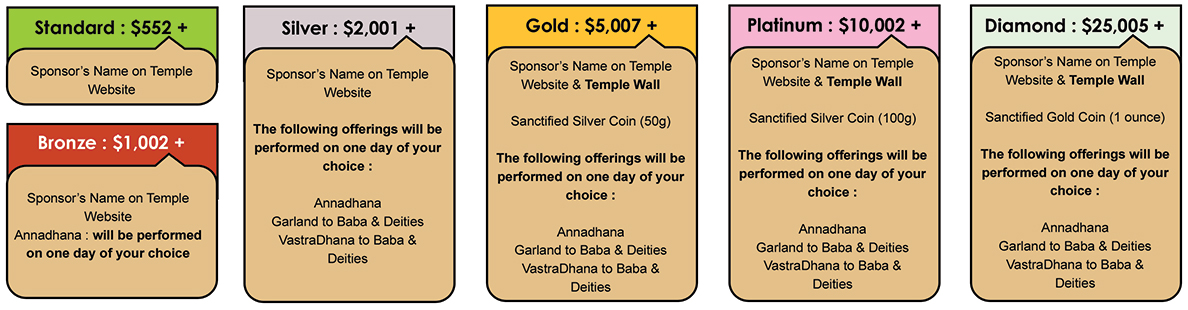 Standard : $552 +
Sponsor's Name on Temple
Website
Bronze : $1,002 +
Sponsor's Name on Temple
Website
Annadhana : will be performed
on one day of your choice
Silver : $2,001 +
Sponsor's Name on Temple
Website
The following offerings will be
performed on one day of your
choice :
Annadhana
Garland to Baba & Deities
VastraDhana to Baba &
Deities
Gold : $5,007 +
Sponsor's Name on Temple
Website & Temple Wall
Sanctified Silver Coin (50g)
The following offerings will be
performed on one day of your
choice :
Annadhana
Garland to Baba & Deities
VastraDhana to Baba &
Deities
Platinum : $10,002 +
Sponsor's Name on Temple
Website & Temple Wall
Sanctified Silver Coin (100g)
The following offerings will be
performed on one day of your
choice :
Annadhana
Garland to Baba & Deities
VastraDhana to Baba &
Deities
Diamond : $25,005 +
Sponsor's Name on Temple
Website & Temple Wall
Sanctified Gold Coin (1 ounce)
The following offerings will be
performed on one day of your
choice :
Annadhana
Garland to Baba & Deities
VastraDhana to Baba &
Deities